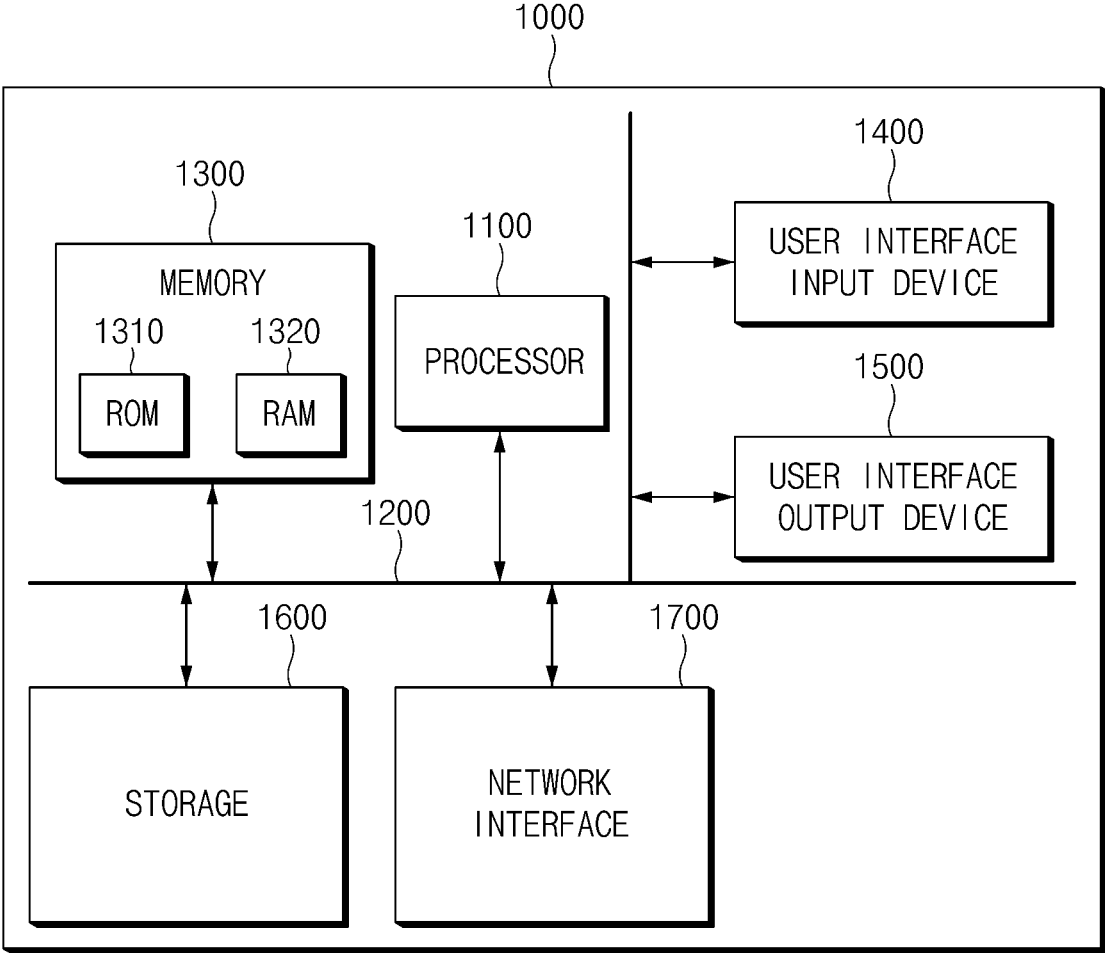 1000
1400
1300
1100
USER INTERFACE
INPUT DEVICE
MEMORY
1310
1320
PROCESSOR
1500
ROM
RAM
USER INTERFACE
OUTPUT DEVICE
1200
1600
1700
STORAGE
NETWORK
INTERFACE